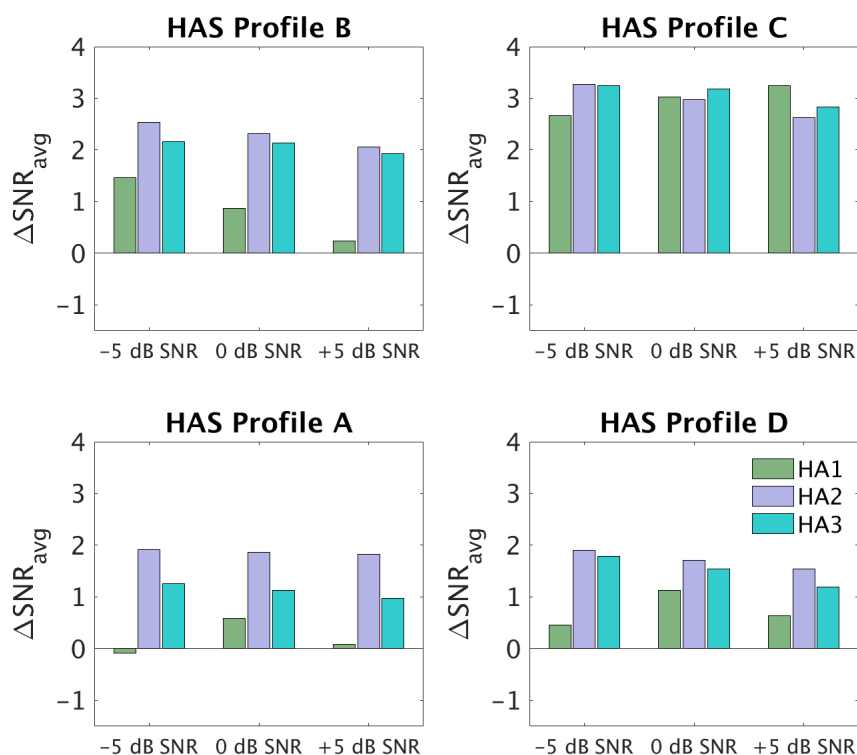 HAS Profile B
4
3
2
1
0
−1
ΔSNRavg
−5 dB SNR 0 dB SNR +5 dB SNR
HAS Profile C
4
3
2
1
0
−1
ΔSNRavg
−5 dB SNR 0 dB SNR +5 dB SNR
HAS Profile A
4
3
2
1
0
−1
ΔSNRavg
−5 dB SNR 0 dB SNR +5 dB SNR
HAS Profile D
4
3
2
1
0
−1
ΔSNRavg
HA1
HA2
HA3
−5 dB SNR 0 dB SNR +5 dB SNR